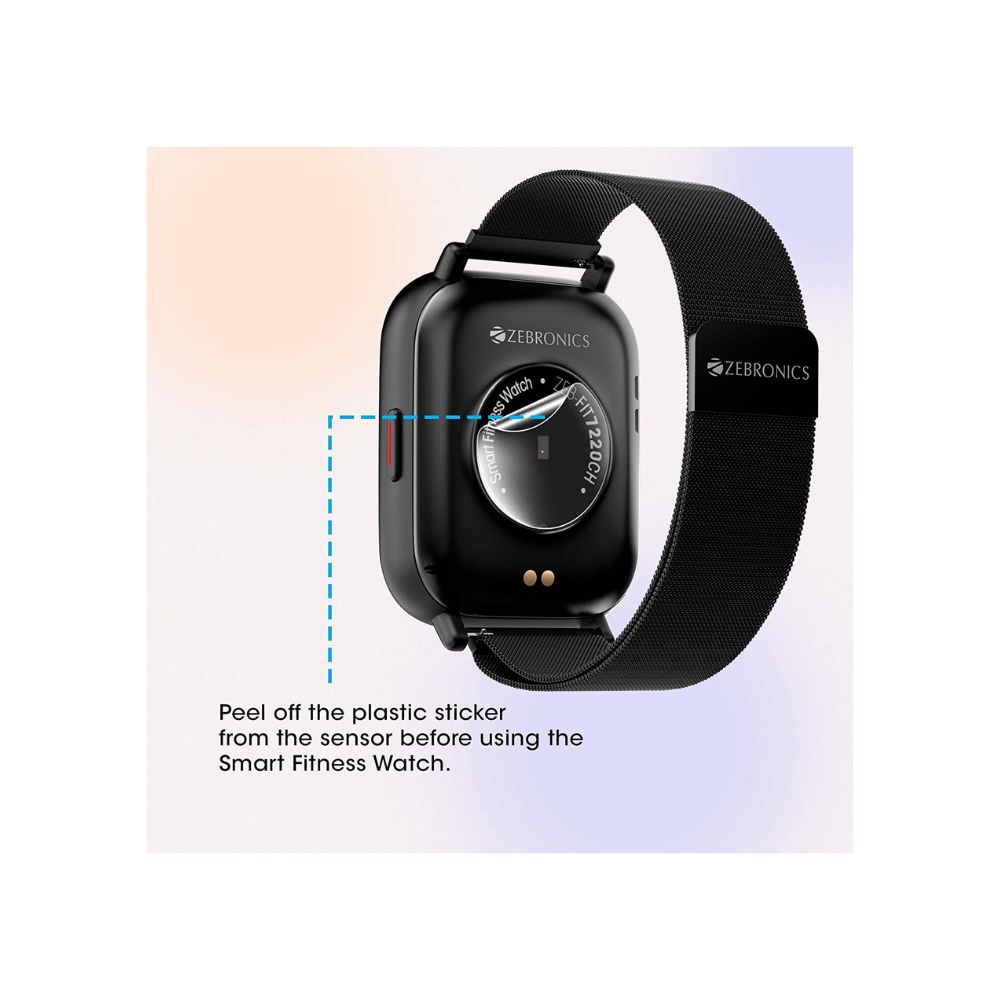 ZEBRONICS
ZEBRONICS
Smart Fitness Watch • ZEB-FIT7220CH •
Peel off the plastic sticker
from the sensor before using the
Smart Fitness Watch.